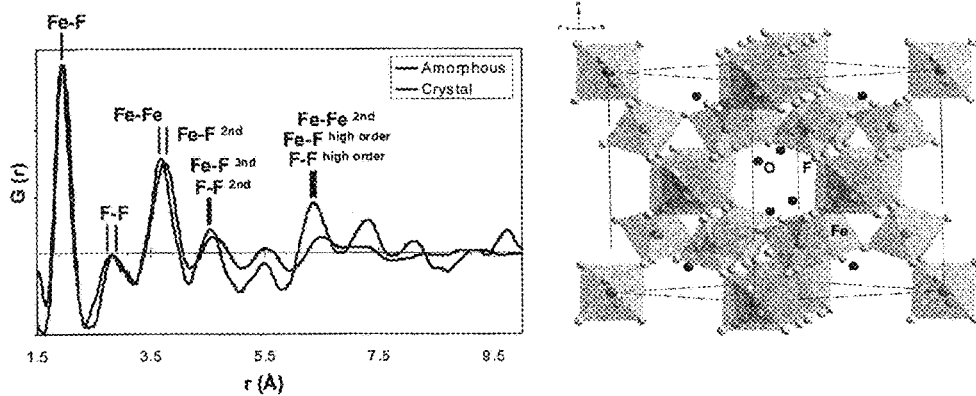 Fe-F
Amorphous
Crystal
Fe-Fe
Fe-F 2nd
Fe-Fe 2nd
Fe-F high order
F-F high order
Fe-F 3nd
F-F 2nd
F-F
G (r)
1.5 3.5 5.5 7.5 9.5
r (Å)
O F
Fe